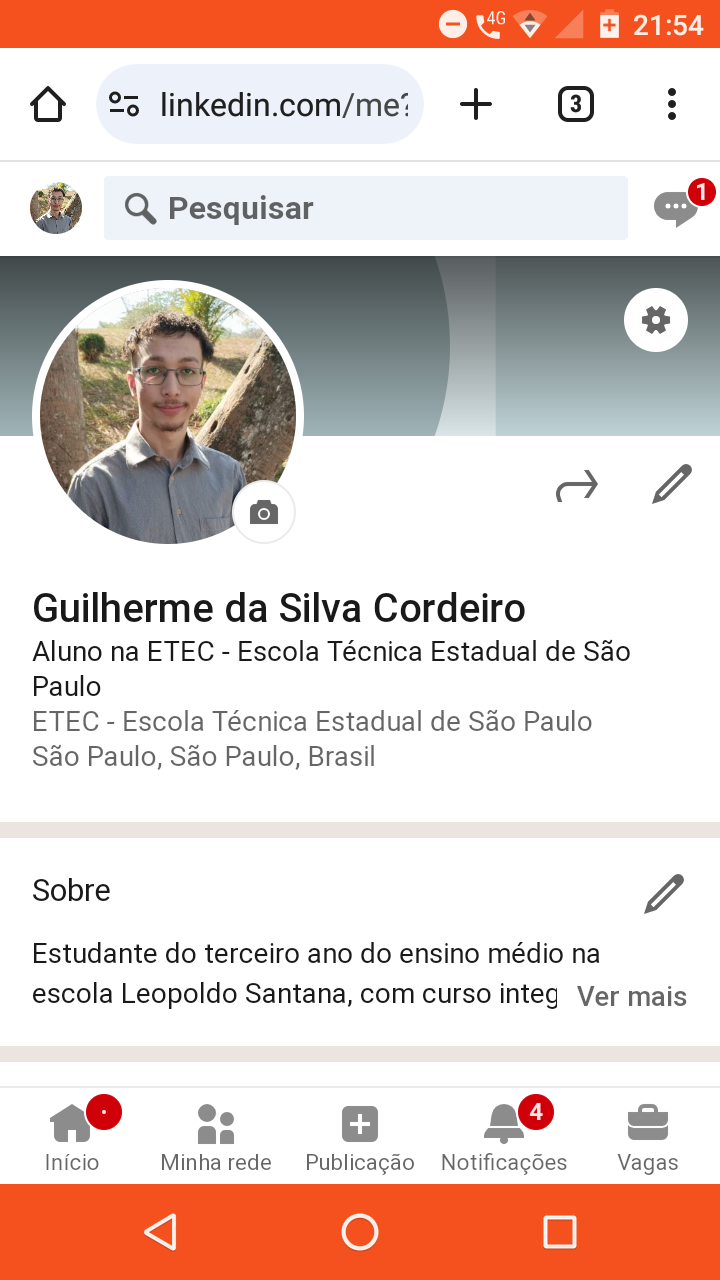 4G 21:54
linkedin.com/me?
3
Pesquisar
1
Guilherme da Silva Cordeiro
Aluno na ETEC - Escola Técnica Estadual de São
Paulo
ETEC - Escola Técnica Estadual de São Paulo
São Paulo, São Paulo, Brasil
Sobre
Estudante do terceiro ano do ensino médio na
escola Leopoldo Santana, com curso integ Ver mais
4
Início Minha rede Publicação Notificações Vagas